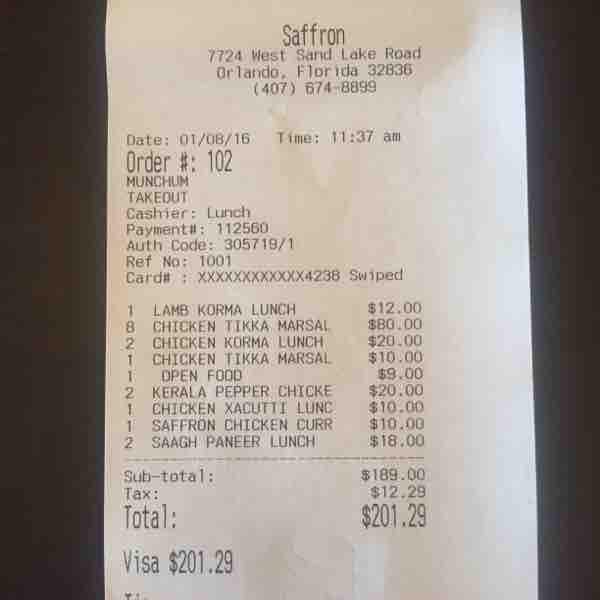 Saffron
7724 West Sand Lake Road
Orlando, Florida 32836
(407) 674-8899
Date: 01/08/16 Time: 11:37 am
Order #: 102
MUNCHUM
TAKEOUT
Cashier: Lunch
Payment#: 112560
Auth Code: 305719/1
Ref No: 1001
Card# : XXXXXXXXXXXX4238 Swiped
1 LAMB KORMA LUNCH $12.00
8 CHICKEN TIKKA MARSAL $80.00
2 CHICKEN KORMA LUNCH $20.00
1 CHICKEN TIKKA MARSAL $10.00
1 OPEN FOOD $9.00
2 KERALA PEPPER CHICKE $20.00
1 CHICKEN XACUTTI LUNC $10.00
1 SAFFRON CHICKEN CURR $10.00
2 SAAGH PANEER LUNCH $18.00
Sub-total: $189.00
Tax: $12.29
Total: $201.29
Visa $201.29